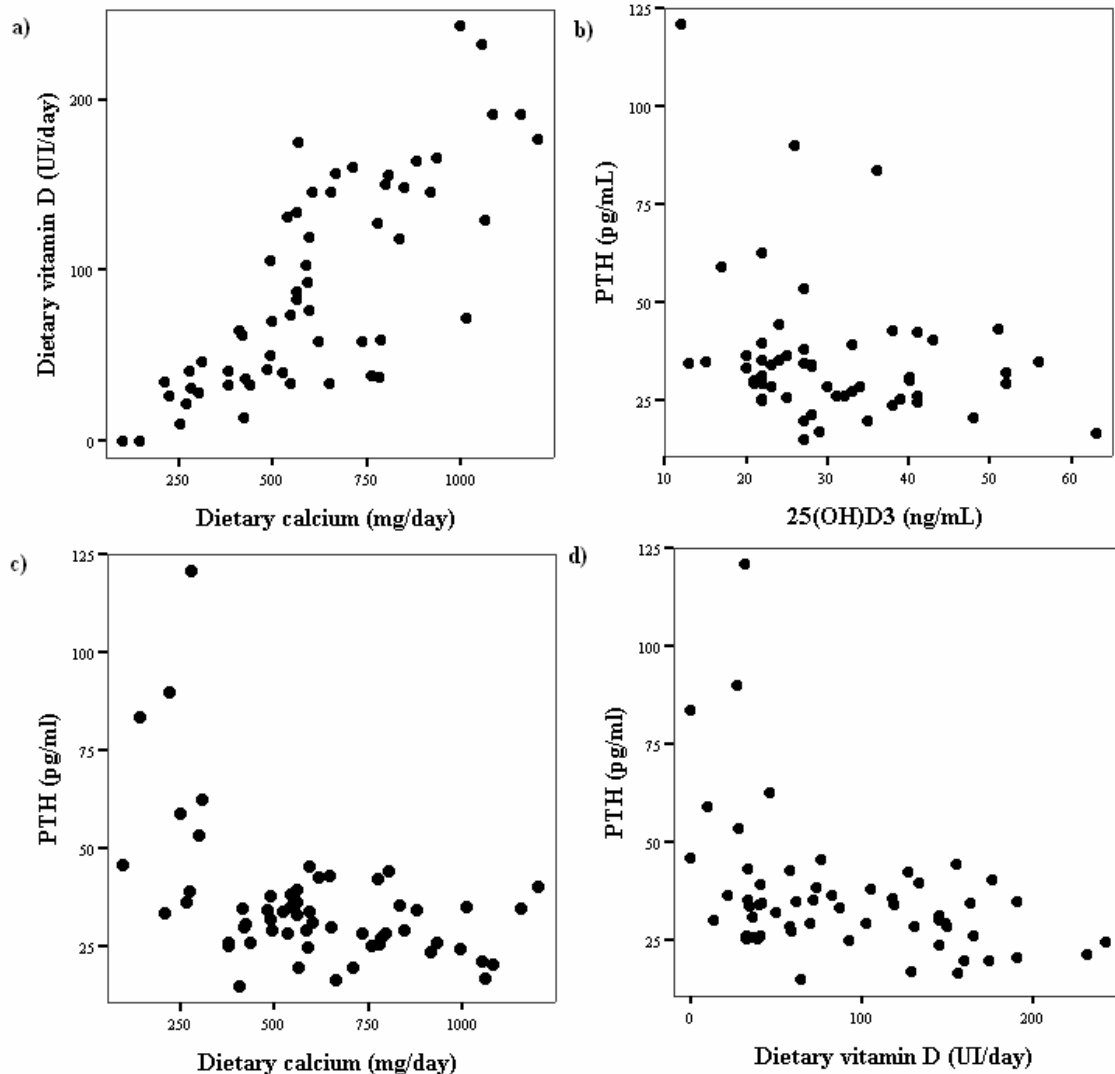 a)
Dietary vitamin D (UI/day)
200
100
0
250
500
750
1000
Dietary calcium (mg/day)
b)
PTH (pg/mL)
125
100
75
50
25
10
20
30
40
50
60
25(OH)D3 (ng/mL)
c)
PTH (pg/ml)
125
100
75
50
25
250
500
750
1000
Dietary calcium (mg/day)
d)
PTH (pg/ml)
125
100
75
50
25
0
100
200
Dietary vitamin D (UI/day)